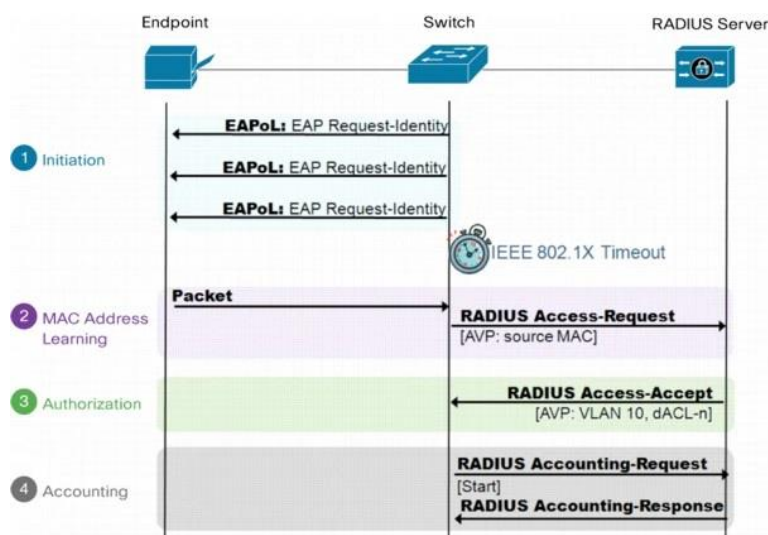 Endpoint
Switch
RADIUS Server
EAPoL: EAP Request-Identity
1 Initiation
EAPoL: EAP Request-Identity
EAPoL: EAP Request-Identity
IEEE 802.1X Timeout
Packet
2 MAC Address
Learning
RADIUS Access-Request
[AVP: source MAC]
3 Authorization
RADIUS Access-Accept
[AVP: VLAN 10, dACL-n]
4 Accounting
RADIUS Accounting-Request
[Start]
RADIUS Accounting-Response